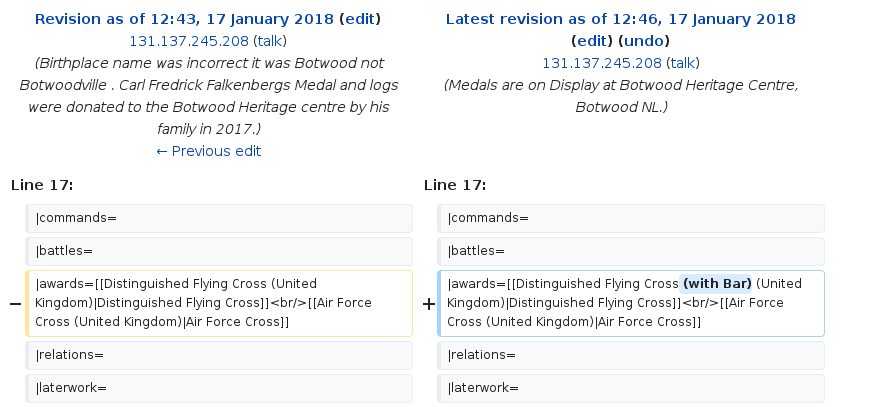 Revision as of 12:43, 17 January 2018 (edit)
131.137.245.208 (talk)
(Birthplace name was incorrect it was Botwood not
Botwoodville . Carl Fredrick Falkenbergs Medal and logs
were donated to the Botwood Heritage centre by his
family in 2017.)
← Previous edit
Latest revision as of 12:46, 17 January 2018
(edit) (undo)
131.137.245.208 (talk)
(Medals are on Display at Botwood Heritage Centre,
Botwood NL.)
Line 17:
Line 17:
|commands=
|commands=
|battles=
|battles=
− |awards=[[Distinguished Flying Cross (United
Kingdom)|Distinguished Flying Cross]]<br/>[[Air Force
Cross (United Kingdom)|Air Force Cross]]
+ |awards=[[Distinguished Flying Cross (with Bar) (United
Kingdom)|Distinguished Flying Cross]]<br/>[[Air Force
Cross (United Kingdom)|Air Force Cross]]
|relations=
|relations=
|laterwork=
|laterwork=